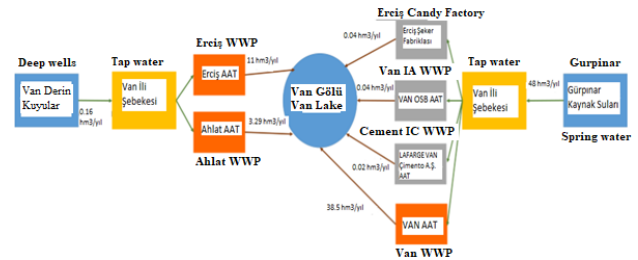 Erciş Candy Factory
Deep wells
Tap water
Erciş WWP
Van IA WWP
Tap water
Gurpinar
Van Derin
Kuyular
0.16
hm3/yıl
Van İli
Şebekesi
Erciş AAT
11 hm3/yıl
Ahlat AAT
3.29 hm3/yıl
Ahlat WWP
Van Gölü
Van Lake
0.04 hm3/yıl
Erciş Şeker
Fabrikası
0.04 hm3/yıl
VAN OSB AAT
Cement IC WWP
0.02 hm3/yıl
LAFARGE VAN
Çimento A.Ş.
AAT
38.5 hm3/yıl
VAN AAT
Van WWP
Van İli
Şebekesi
48 hm3/yıl
Gürpınar
Kaynak Suları
Spring water